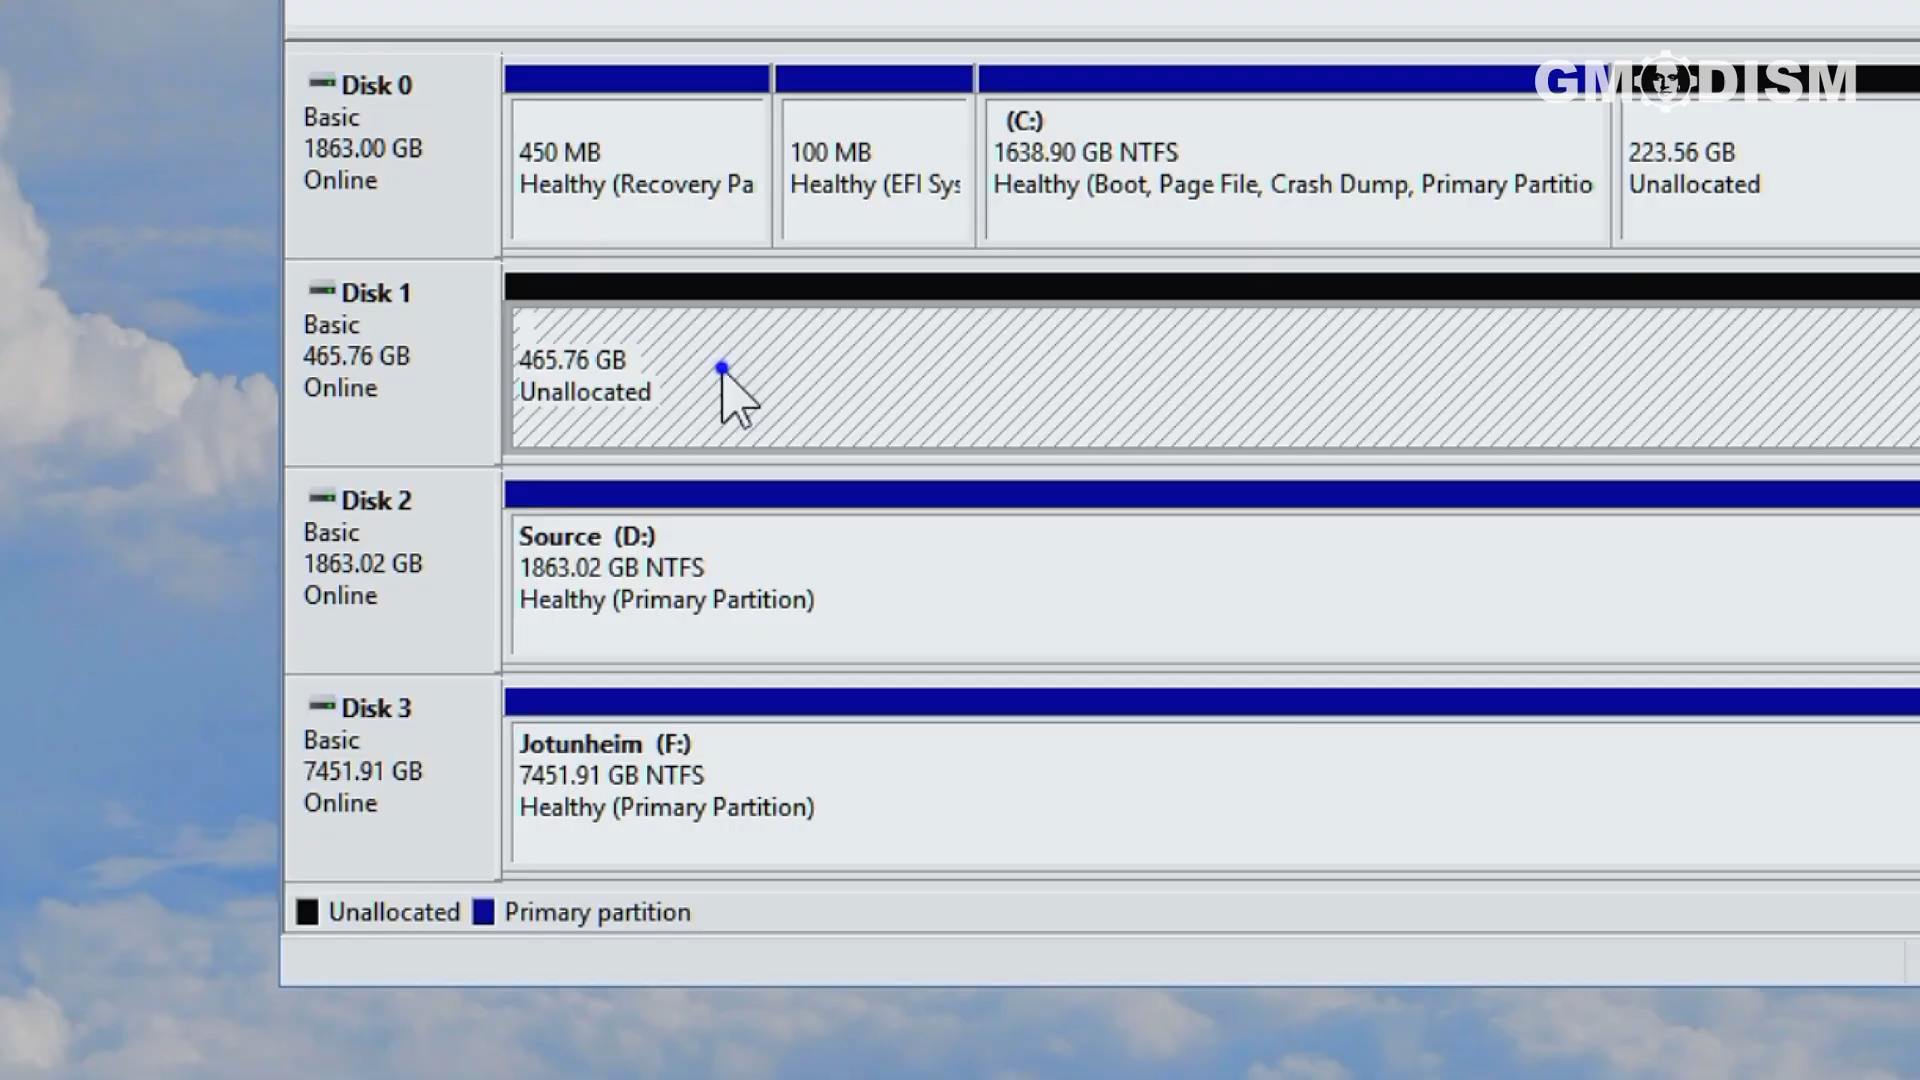 GMODISM
Disk 0
Basic
1863.00 GB
Online
450 MB
Healthy (Recovery Pa
100 MB
Healthy (EFI Sys
(C:)
1638.90 GB NTFS
Healthy (Boot, Page File, Crash Dump, Primary Partitio
223.56 GB
Unallocated
Disk 1
Basic
465.76 GB
Online
465.76 GB
Unallocated
Disk 2
Basic
1863.02 GB
Online
Source (D:)
1863.02 GB NTFS
Healthy (Primary Partition)
Disk 3
Basic
7451.91 GB
Online
Jotunheim (F:)
7451.91 GB NTFS
Healthy (Primary Partition)
Unallocated Primary partition